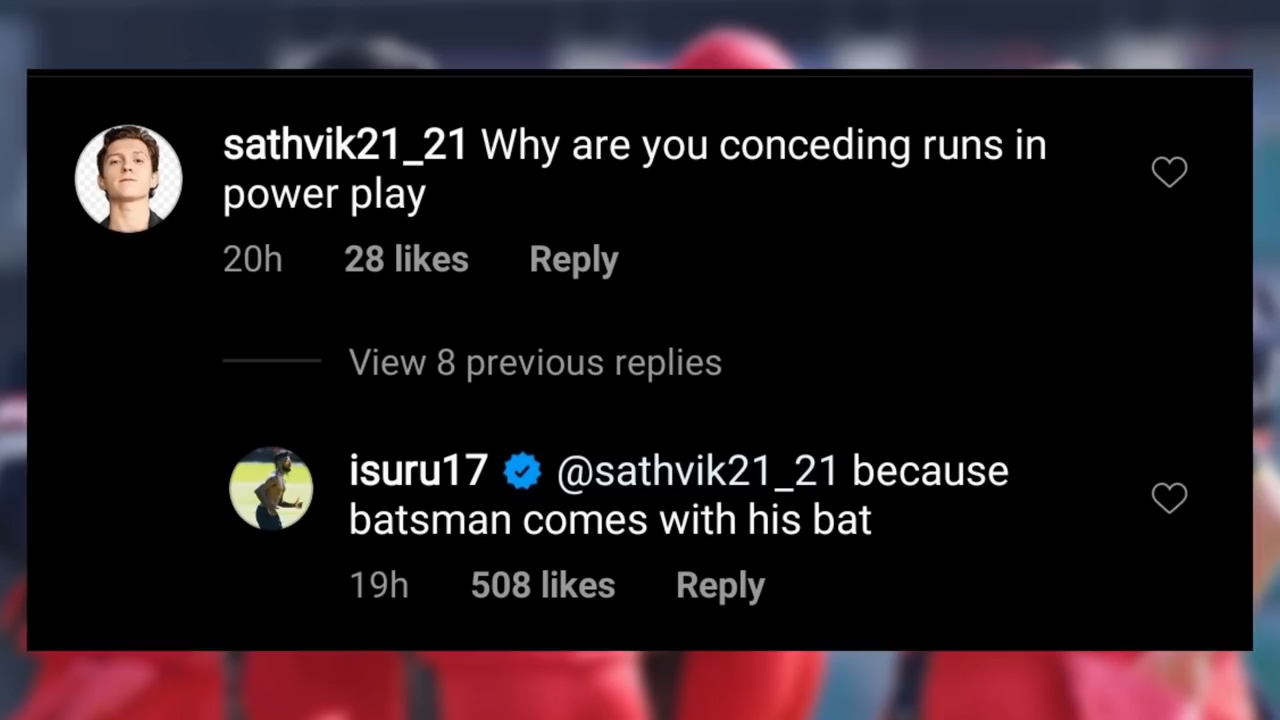 sathvik21_21 Why are you conceding runs in
power play
20h 28 likes Reply
View 8 previous replies
isuru17 @sathvik21_21 because
batsman comes with his bat
19h 508 likes Reply